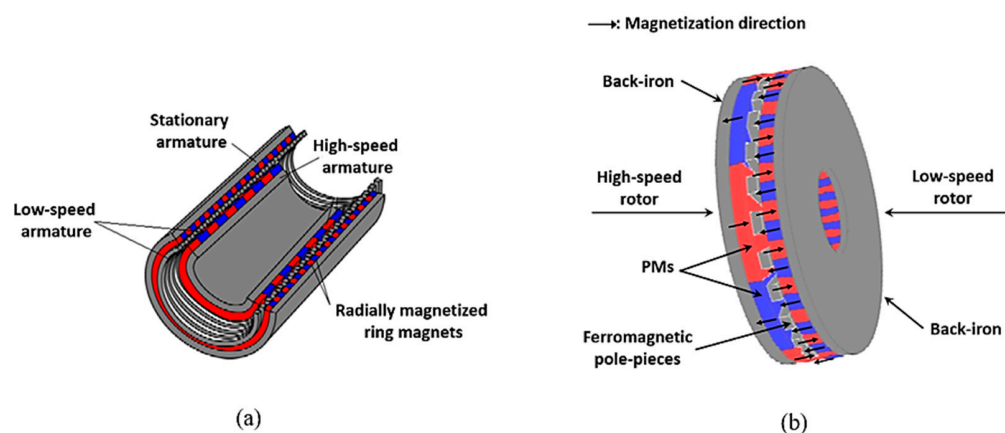 Stationary
armature
High-speed
armature
Low-speed
armature
Radially magnetized
ring magnets
(a)
: Magnetization direction
Back-iron
High-speed
rotor
Low-speed
rotor
PMs
Ferromagnetic
pole-pieces
Back-iron
(b)